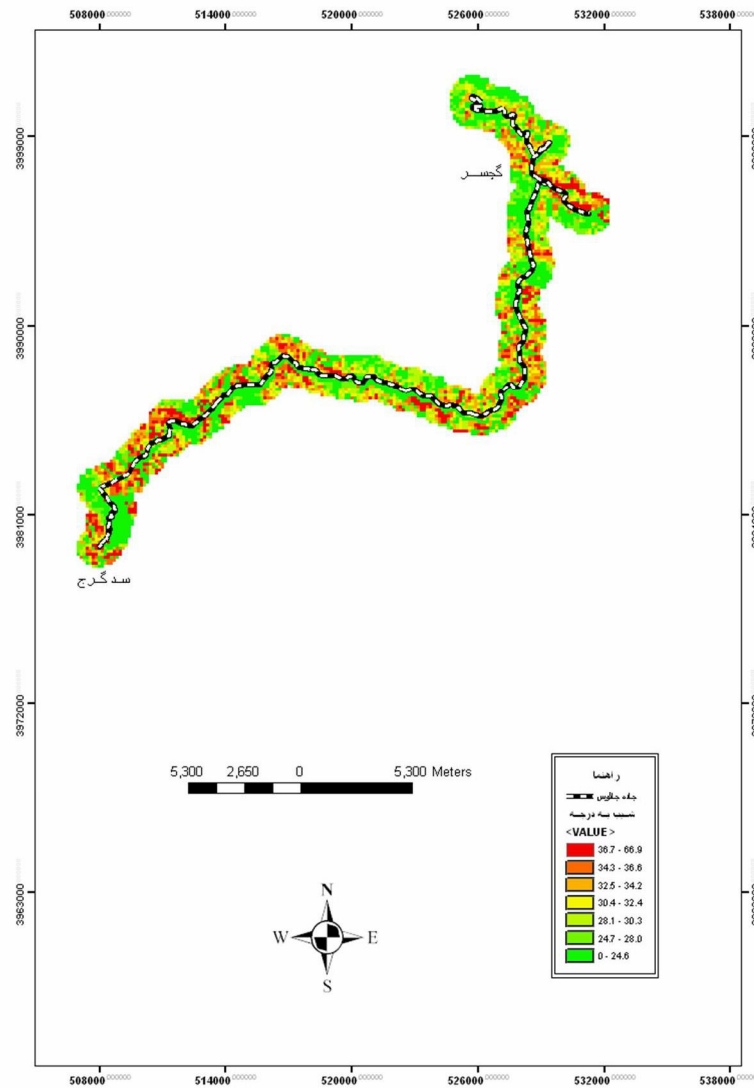 508000 514000 520000 526000 532000 538000
3999000
گچسر
3990000
3981000
سد کرج
3972000
5,300 2,650 0 5,300 Meters
راهنما
جاده چالوس
شیب به درجه
<VALUE>
36.7 - 66.9
34.3 - 36.6
32.5 - 34.2
30.4 - 32.4
28.1 - 30.3
24.7 - 28.0
0 - 24.6
3963000
N
W E
S
508000 514000 520000 526000 532000 538000